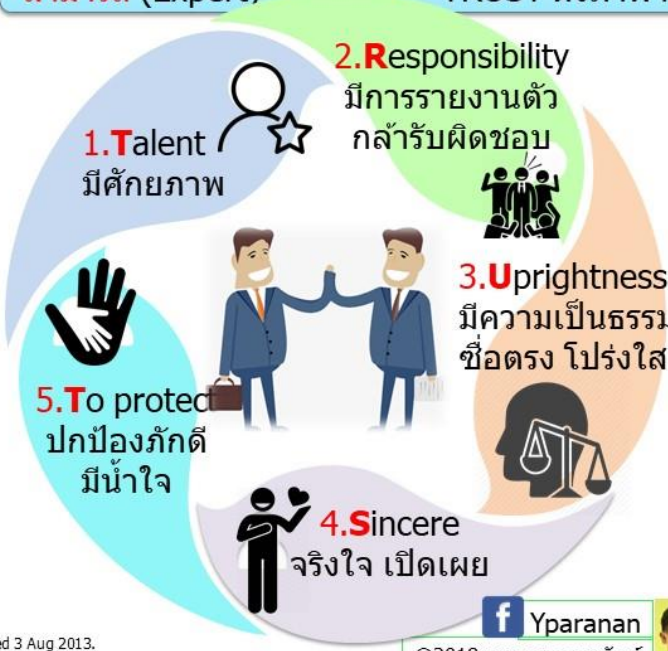 (Expert)
1.Talent
มีศักยภาพ
2.Responsibility
มีการรายงานตัว
กล้ารับผิดชอบ
3.Uprightness
มีความเป็นธรรม
ซื่อตรง โปร่งใส
4.Sincere
จริงใจ เปิดเผย
5.To protect
ปกป้องภักดี
มีน้ำใจ
3 Aug 2013.
f Yparanan